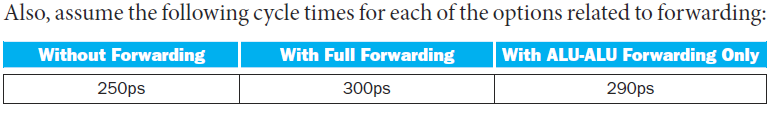 Also, assume the following cycle times for each of the options related to forwarding:
Without Forwarding With Full Forwarding With ALU-ALU Forwarding Only
250ps 300ps 290ps